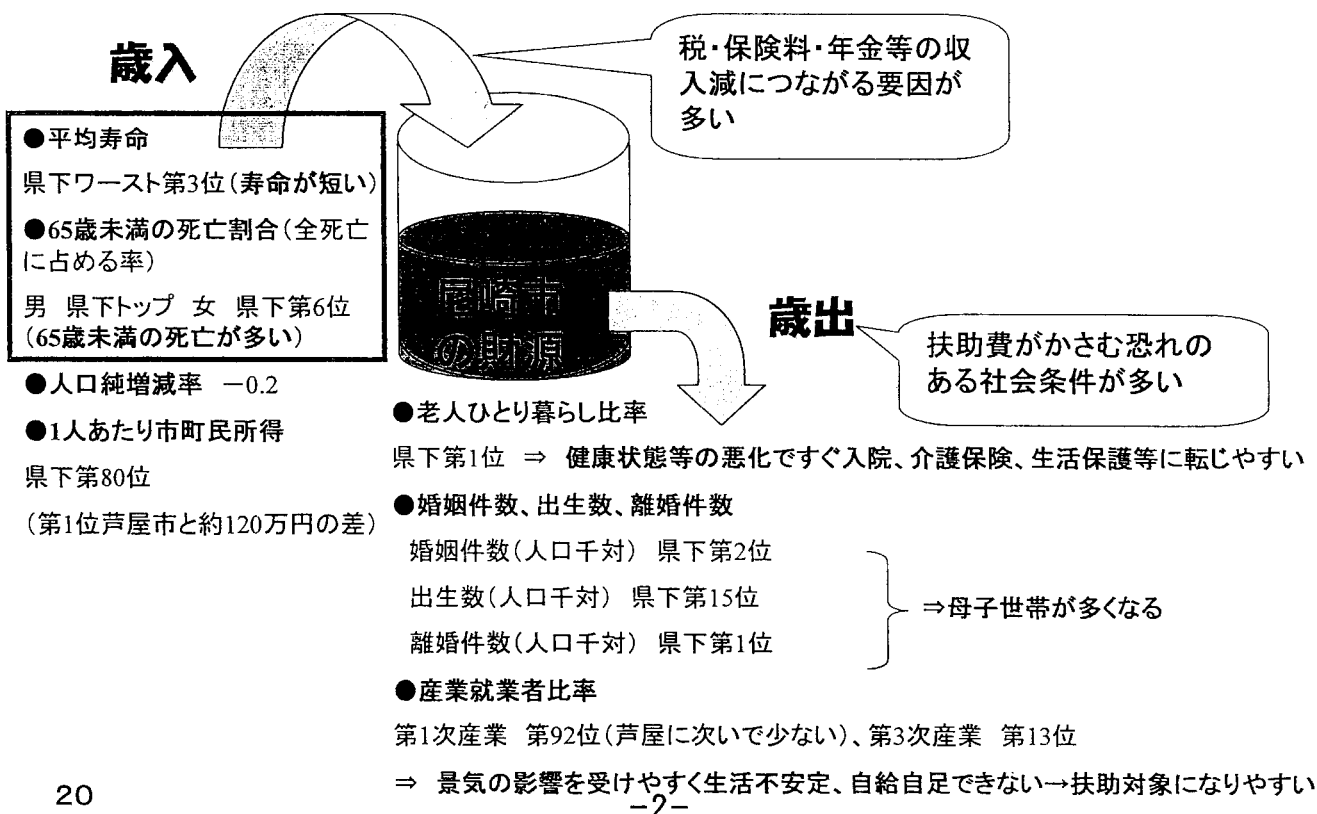 歳入
税・保険料・年金等の収
入減につながる要因が
多い
●平均寿命
県下ワースト第3位（寿命が短い）
●65歳未満の死亡割合（全死亡
に占める率）
男 県下トップ 女 県下第6位
（65歳未満の死亡が多い）
●人口純増減率 －0.2
●1人あたり市町民所得
県下第80位
（第1位芦屋市と約120万円の差）
尼崎市
の財源
歳出
扶助費がかさむ恐れの
ある社会条件が多い
●老人ひとり暮らし比率
県下第1位 ⇒ 健康状態等の悪化ですぐ入院、介護保険、生活保護等に転じやすい
●婚姻件数、出生数、離婚件数
婚姻件数（人口千対） 県下第2位
出生数（人口千対） 県下第15位
離婚件数（人口千対） 県下第1位
⇒母子世帯が多くなる
●産業就業者比率
第1次産業 第92位（芦屋に次いで少ない）、第3次産業 第13位
⇒ 景気の影響を受けやすく生活不安定、自給自足できない→扶助対象になりやすい
20
－2－